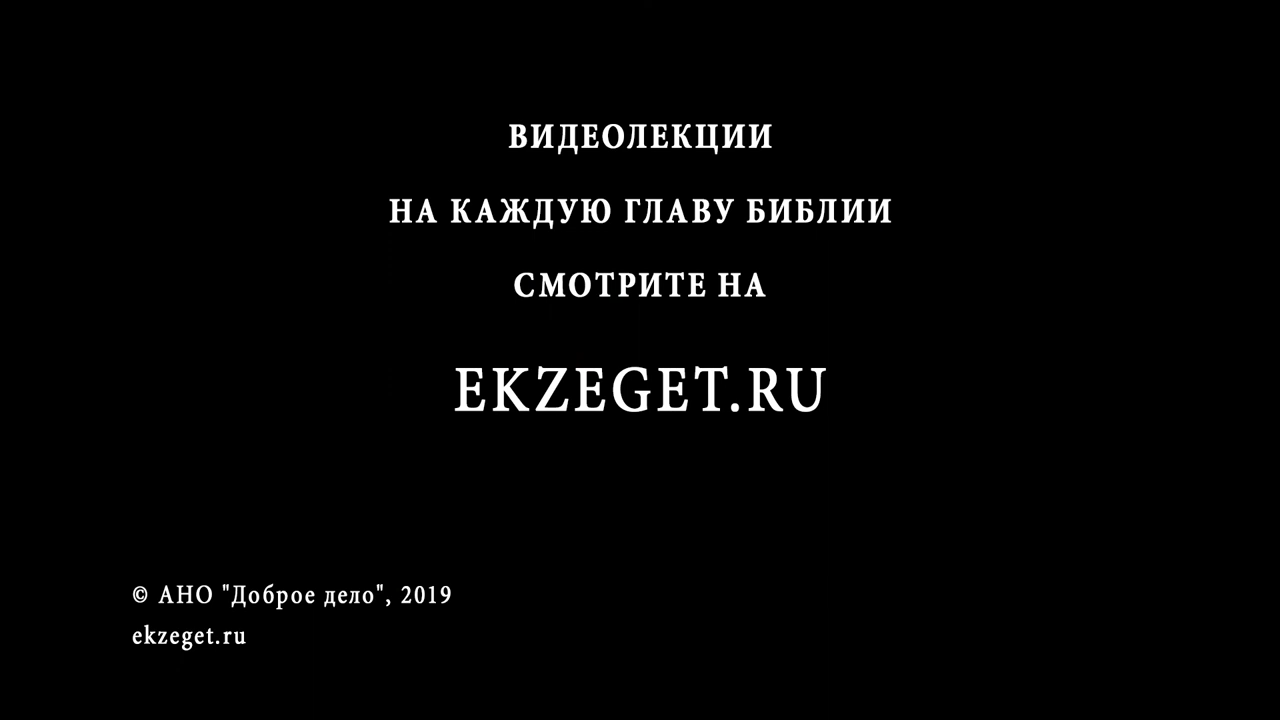 ВИДЕОЛЕКЦИИ
НА КАЖДУЮ ГЛАВУ БИБЛИИ
СМОТРИТЕ НА
EKZEGET.RU
© АНО "Доброе дело", 2019
ekzeget.ru